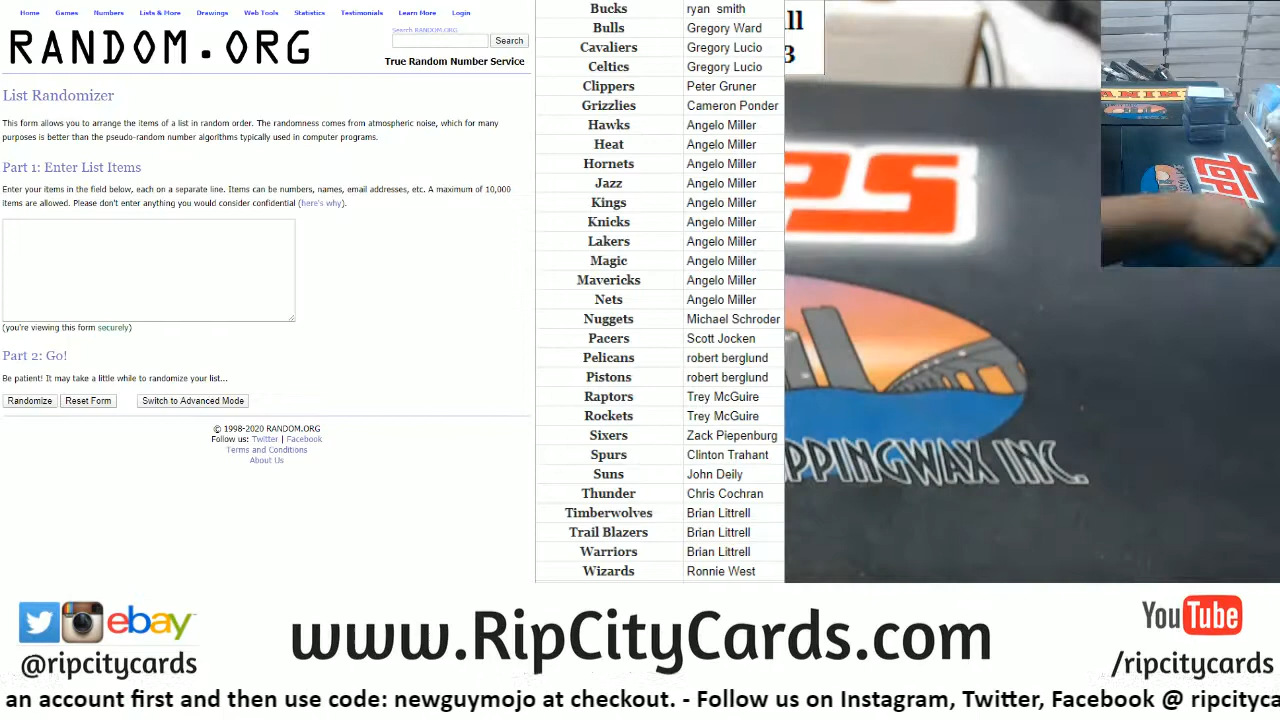 Home Games Numbers Lists & More Drawings Web Tools Statistics Testimonials Learn More Login
Search RANDOM.ORG
Search
RANDOM.ORG
True Random Number Service
List Randomizer
This form allows you to arrange the items of a list in random order. The randomness comes from atmospheric noise, which for many
purposes is better than the pseudo-random number algorithms typically used in computer programs.
Part 1: Enter List Items
Enter your items in the field below, each on a separate line. Items can be numbers, names, email addresses, etc. A maximum of 10,000
items are allowed. Please don't enter anything you would consider confidential (here's why).
(you're viewing this form securely)
Part 2: Go!
Be patient! It may take a little while to randomize your list...
Randomize Reset Form Switch to Advanced Mode
© 1998-2020 RANDOM.ORG
Follow us: Twitter | Facebook
Terms and Conditions
About Us
Bucks ryan smith
Bulls Gregory Ward
Cavaliers Gregory Lucio
Celtics Gregory Lucio
Clippers Peter Gruner
Grizzlies Cameron Ponder
Hawks Angelo Miller
Heat Angelo Miller
Hornets Angelo Miller
Jazz Angelo Miller
Kings Angelo Miller
Knicks Angelo Miller
Lakers Angelo Miller
Magic Angelo Miller
Mavericks Angelo Miller
Nets Angelo Miller
Nuggets Michael Schroder
Pacers Scott Jocken
Pelicans robert berglund
Pistons robert berglund
Raptors Trey McGuire
Rockets Trey McGuire
Sixers Zack Piepenburg
Spurs Clinton Trahant
Suns John Deily
Thunder Chris Cochran
Timberwolves Brian Littrell
Trail Blazers Brian Littrell
Warriors Brian Littrell
Wizards Ronnie West
ll
3
PS
PPINGWAX INC.
ebay
@ripcitycards
www.RipCityCards.com
YouTube
/ripcitycards
an account first and then use code: newguymojo at checkout. - Follow us on Instagram, Twitter, Facebook @ ripcityca